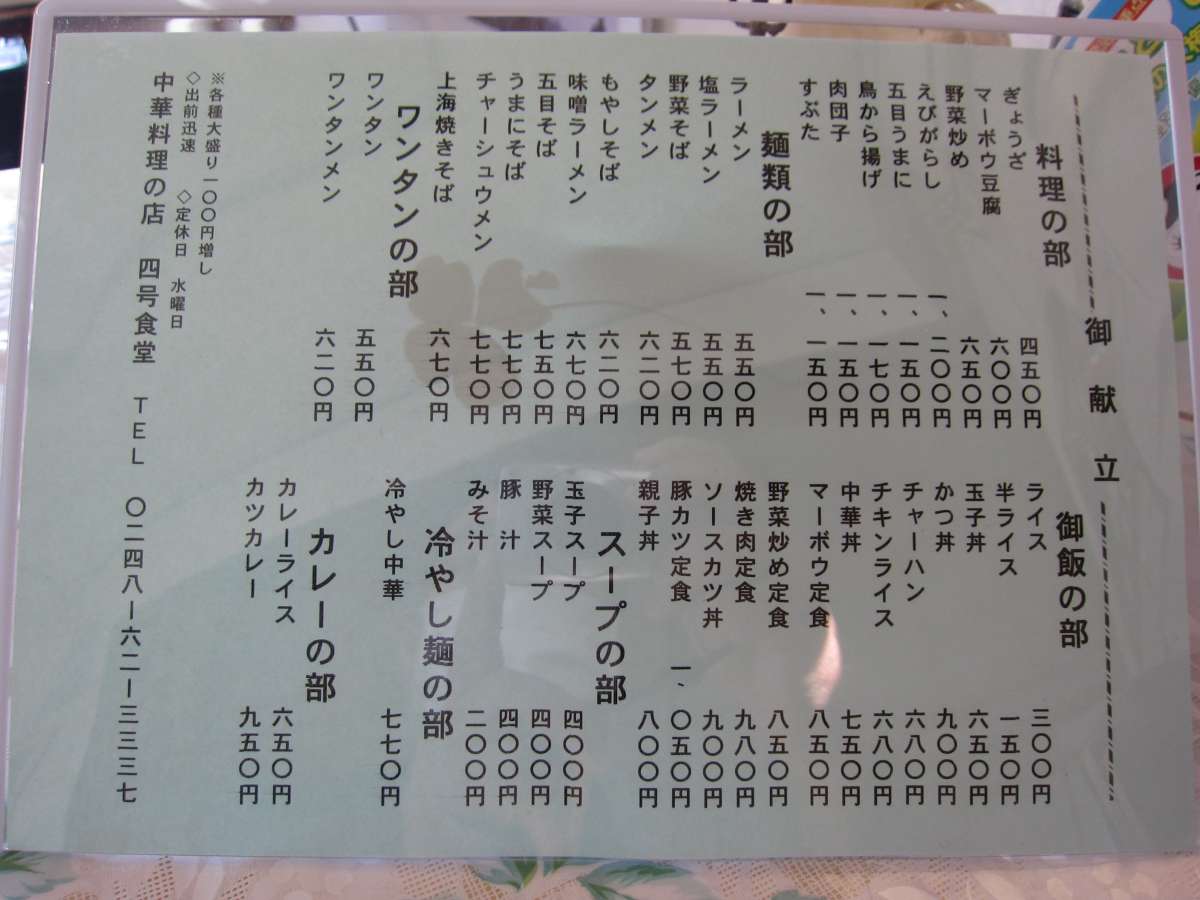 御献立
料理の部
ぎょうざ 四五〇円
マーボウ豆腐 六〇〇円
野菜炒め 六五〇円
えびがらし 一、二〇〇円
五目うまに 一、一五〇円
鳥から揚げ 一、一七〇円
肉団子 一、一五〇円
すぶた 一、一五〇円
麺類の部
ラーメン 五五〇円
塩ラーメン 五五〇円
野菜そば 五七〇円
タンメン 六二〇円
もやしそば 六二〇円
味噌ラーメン 六七〇円
五目そば 七五〇円
うまにそば 七七〇円
チャーシュウメン 七七〇円
上海焼きそば 六七〇円
ワンタンの部
ワンタン 五五〇円
ワンタンメン 六二〇円
御飯の部
ライス 三〇〇円
半ライス 一五〇円
玉子丼 六五〇円
かつ丼 九〇〇円
チャーハン 六八〇円
チキンライス 六八〇円
中華丼 七五〇円
マーボウ定食 八五〇円
野菜炒め定食 八五〇円
焼き肉定食 九八〇円
ソースカツ丼 九〇〇円
豚カツ定食 一、〇五〇円
親子丼 八〇〇円
スープの部
玉子スープ 四〇〇円
野菜スープ 四〇〇円
豚汁 四〇〇円
みそ汁 二〇〇円
冷やし麺の部
冷やし中華 七七〇円
カレーの部
カレーライス 六五〇円
カツカレー 九五〇円
※各種大盛り一〇〇円増し
◇出前迅速 ◇定休日 水曜日
中華料理の店 四号食堂 TEL 〇二四八ー六二ー三三三七